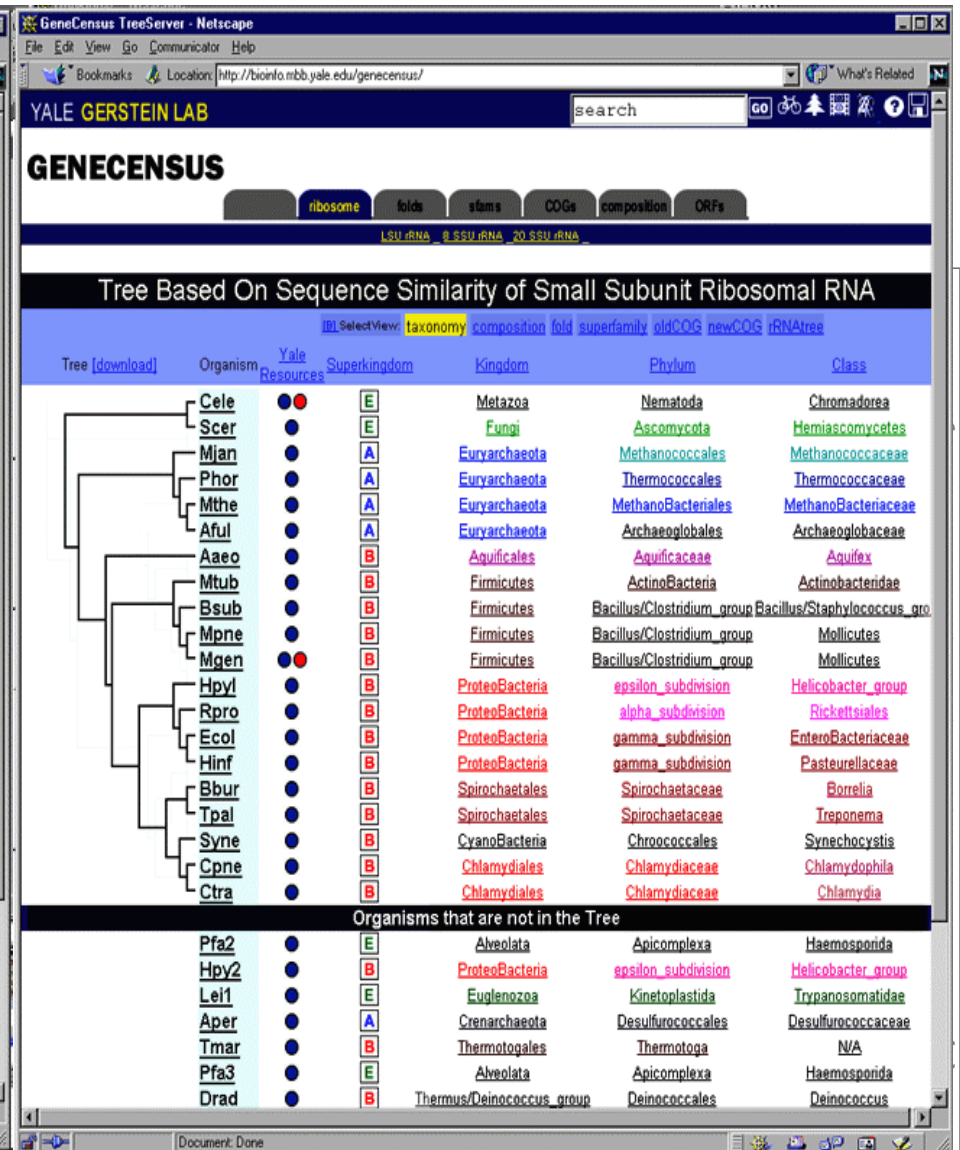 GeneCensus TreeServer - Netscape
File Edit View Go Communicator Help
Bookmarks Location: http://bioinfo.mbb.yale.edu/genecensus/ What's Related
YALE GERSTEIN LAB search GO
GENECENSUS
ribosome folds sfams COGs composition ORFs
LSU rRNA 8 SSU rRNA 20 SSU rRNA
Tree Based On Sequence Similarity of Small Subunit Ribosomal RNA
[B] SelectView: taxonomy composition fold superfamily oldCOG newCOG rRNAtree
Tree [download] Organism Yale Resources Superkingdom Kingdom Phylum Class
Cele E Metazoa Nematoda Chromadorea
Scer E Fungi Ascomycota Hemiascomycetes
Mjan A Euryarchaeota Methanococcales Methanococcaceae
Phor A Euryarchaeota Thermococcales Thermococcaceae
Mthe A Euryarchaeota MethanoBacteriales MethanoBacteriaceae
Aful A Euryarchaeota Archaeoglobales Archaeoglobaceae
Aaeo B Aquificales Aquificaceae Aquifex
Mtub B Firmicutes ActinoBacteria Actinobacteridae
Bsub B Firmicutes Bacillus/Clostridium_group Bacillus/Staphylococcus_gro
Mpne B Firmicutes Bacillus/Clostridium_group Mollicutes
Mgen B Firmicutes Bacillus/Clostridium_group Mollicutes
Hpyl B ProteoBacteria epsilon_subdivision Helicobacter_group
Rpro B ProteoBacteria alpha_subdivision Rickettsiales
Ecol B ProteoBacteria gamma_subdivision EnteroBacteriaceae
Hinf B ProteoBacteria gamma_subdivision Pasteurellaceae
Bbur B Spirochaetales Spirochaetaceae Borrelia
Tpal B Spirochaetales Spirochaetaceae Treponema
Syne B CyanoBacteria Chroococcales Synechocystis
Cpne B Chlamydiales Chlamydiaceae Chlamydophila
Ctra B Chlamydiales Chlamydiaceae Chlamydia
Organisms that are not in the Tree
Pfa2 E Alveolata Apicomplexa Haemosporida
Hpy2 B ProteoBacteria epsilon_subdivision Helicobacter_group
Lei1 E Euglenozoa Kinetoplastida Trypanosomatidae
Aper A Crenarchaeota Desulfurococcales Desulfurococcaceae
Tmar B Thermotogales Thermotoga N/A
Pfa3 E Alveolata Apicomplexa Haemosporida
Drad B Thermus/Deinococcus_group Deinococcales Deinococcus
Document: Done